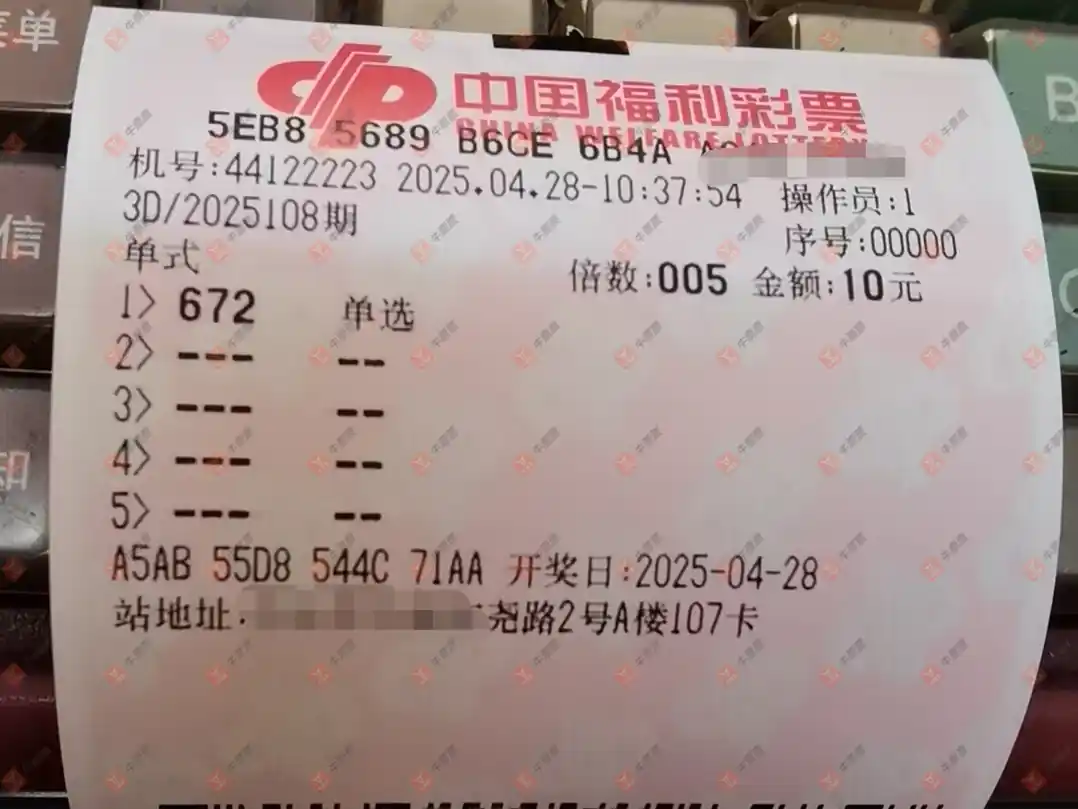 中国福利彩票
CHINA WELFARE LOTTERY
5EB8 5689 B6CE 6B4A
机号:44122223 2025.04.28-10:37:54 操作员:1
3D/2025108期 序号:00000
单式 倍数:005 金额:10元
1> 672 单选
2> --- --
3> --- --
4> --- --
5> --- --
A5AB 55D8 544C 71AA 开奖日:2025-04-28
站地址: 尧路2号A楼107卡
菜单
信
知
B